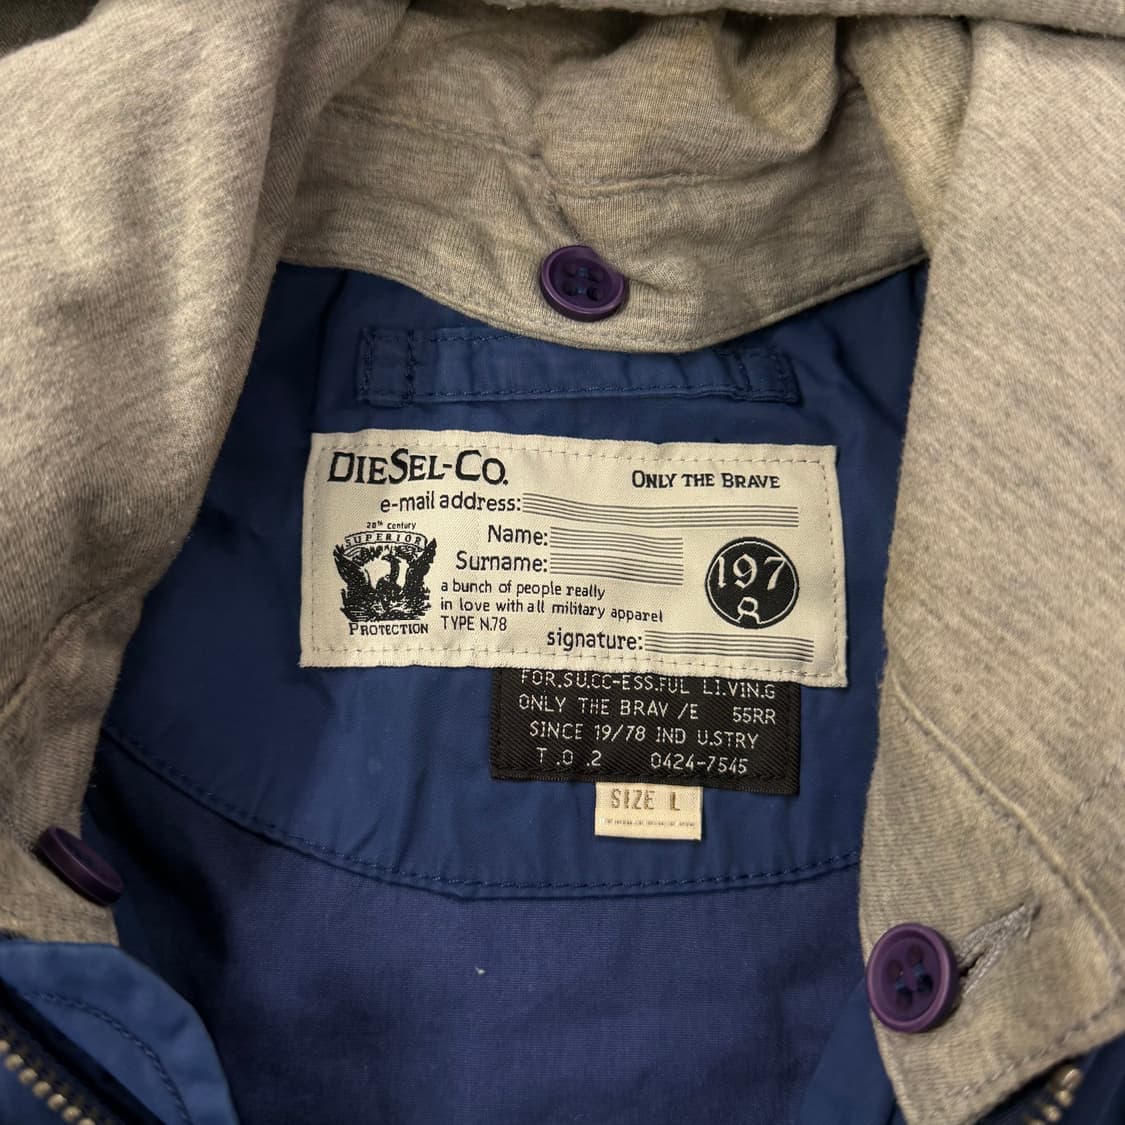 DIESEL-CO.
ONLY THE BRAVE
e-mail address:
20th Century
SUPERIOR
PROTECTION
Name:
Surname:
a bunch of people really
in love with all military apparel
TYPE N.78
signature:
197
8
FOR.SU.CC-ESS.FUL LI.VIN.G
ONLY THE BRAV /E 55RR
SINCE 19/78 IND U.STRY
T .O .2 0424-7545
SIZE L